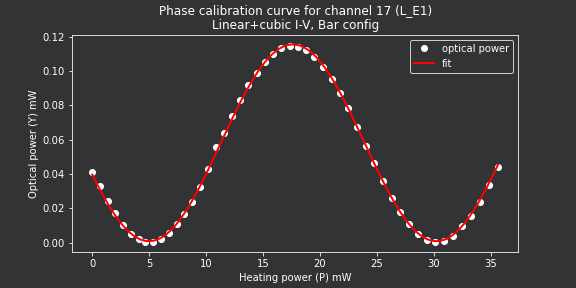 Phase calibration curve for channel 17 (L_E1)
Linear+cubic I-V, Bar config
optical power
fit
Optical power (Y) mW
0.12
0.10
0.08
0.06
0.04
0.02
0.00
0
5
10
15
20
25
30
35
Heating power (P) mW